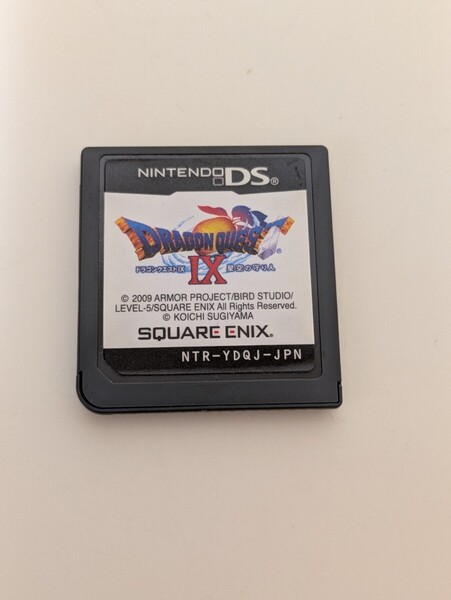 NINTENDO DS®
DRAGON QUEST®
ドラゴンクエストIX 星空の守り人
IX
© 2009 ARMOR PROJECT/BIRD STUDIO/
LEVEL-5/SQUARE ENIX All Rights Reserved.
© KOICHI SUGIYAMA
SQUARE ENIX®
NTR-YDQJ-JPN